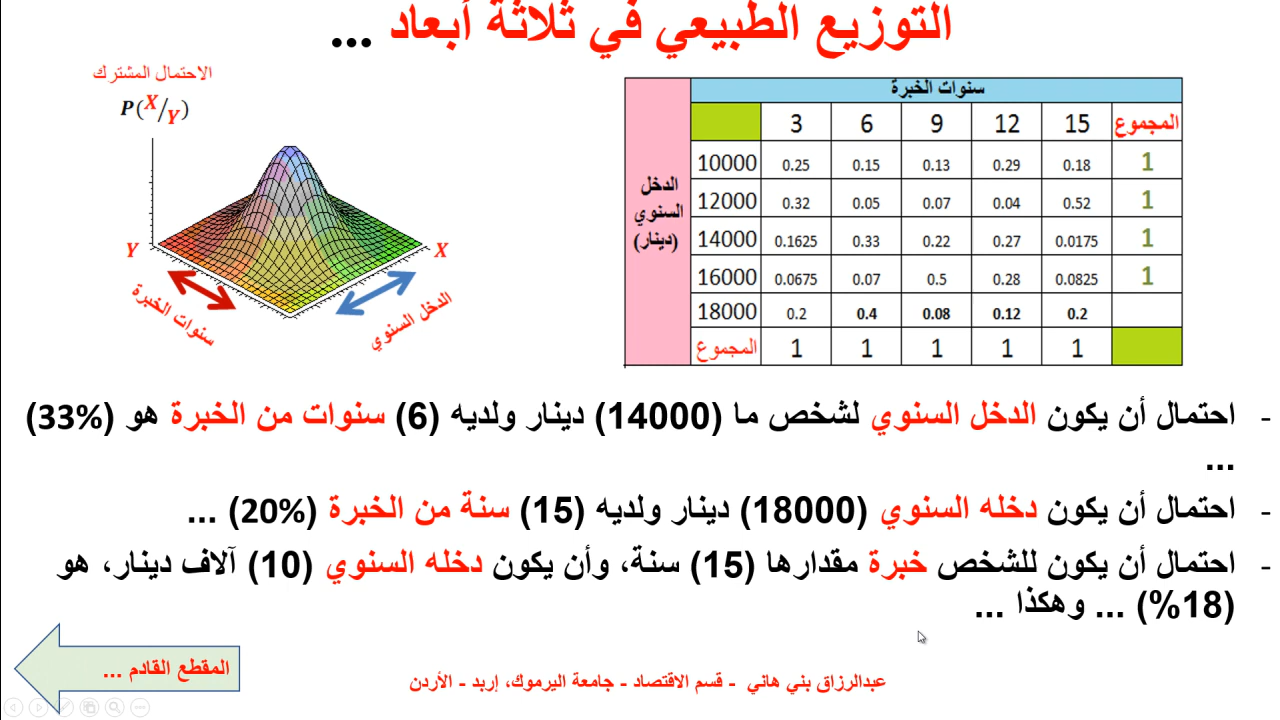 التوزيع الطبيعي في ثلاثة أبعاد ...
الاحتمال المشترك
P(X/Y)
Y
X
سنوات الخبرة
الدخل السنوي
سنوات الخبرة
3 6 9 12 15 المجموع
الدخل
السنوي
(دينار)
10000 0.25 0.15 0.13 0.29 0.18 1
12000 0.32 0.05 0.07 0.04 0.52 1
14000 0.1625 0.33 0.22 0.27 0.0175 1
16000 0.0675 0.07 0.5 0.28 0.0825 1
18000 0.2 0.4 0.08 0.12 0.2
المجموع 1 1 1 1 1
- احتمال أن يكون الدخل السنوي لشخص ما (14000) دينار ولديه (6) سنوات من الخبرة هو (33%)
...
- احتمال أن يكون دخله السنوي (18000) دينار ولديه (15) سنة من الخبرة (20%) ...
- احتمال أن يكون للشخص خبرة مقدارها (15) سنة، وأن يكون دخله السنوي (10) آلاف دينار، هو
(18%) ... وهكذا ...
المقطع القادم ...
عبدالرزاق بني هاني - قسم الاقتصاد - جامعة اليرموك، إربد - الأردن